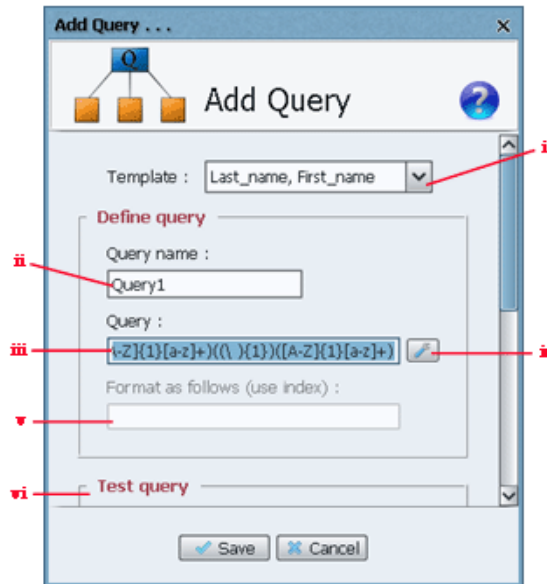 Add Query . . .
Q
Add Query
?
i
Template :
Last_name, First_name
Define query
ii
Query name :
Query1
Query :
iii
\-Z]{1}[a-z]+)((\ ){1})([A-Z]{1}[a-z]+)
Format as follows (use index) :
v
vi
Test query
Save
Cancel